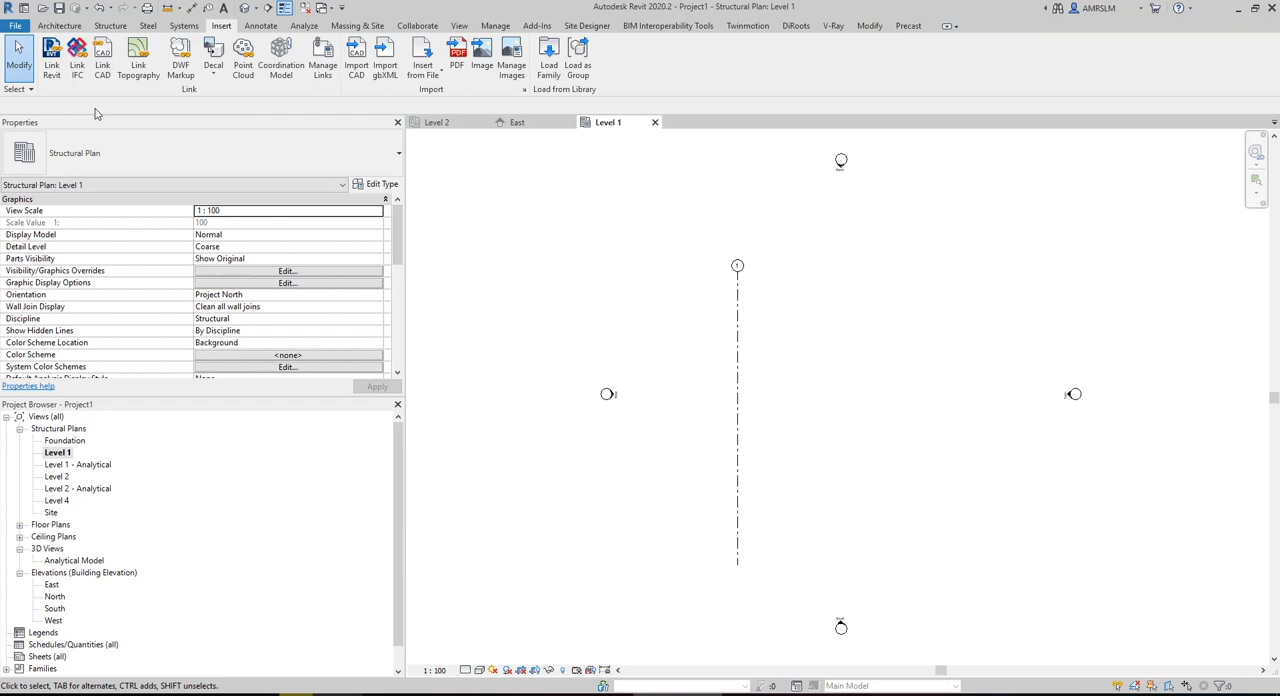 Autodesk Revit 2020.2 - Project1 - Structural Plan: Level 1
AMRSLM
File Architecture Structure Steel Systems Insert Annotate Analyze Massing & Site Collaborate View Manage Add-Ins Site Designer BIM Interoperability Tools Twinmotion DiRoots V-Ray Modify Precast
Modify
Link Revit
Link IFC
Link CAD
Link Topography
DWF Markup
Decal
Point Cloud
Coordination Model
Manage Links
Import CAD
Import gbXML
Insert from File
PDF
Image
Manage Images
Load Family
Load as Group
Select Link Import Load from Library
Properties
Level 2 East Level 1
Structural Plan
Structural Plan: Level 1 Edit Type
Graphics
View Scale 1 : 100
Scale Value 1: 100
Display Model Normal
Detail Level Coarse
Parts Visibility Show Original
Visibility/Graphics Overrides Edit...
Graphic Display Options Edit...
Orientation Project North
Wall Join Display Clean all wall joins
Discipline Structural
Show Hidden Lines By Discipline
Color Scheme Location Background
Color Scheme <none>
System Color Schemes Edit...
Default Analysis Display Style None
Properties help Apply
Project Browser - Project1
Views (all)
Structural Plans
Foundation
Level 1
Level 1 - Analytical
Level 2
Level 2 - Analytical
Level 4
Site
Floor Plans
Ceiling Plans
3D Views
Analytical Model
Elevations (Building Elevation)
East
North
South
West
Legends
Schedules/Quantities (all)
Sheets (all)
Families
1
1 : 100
Click to select, TAB for alternates, CTRL adds, SHIFT unselects.
:0 Main Model :0